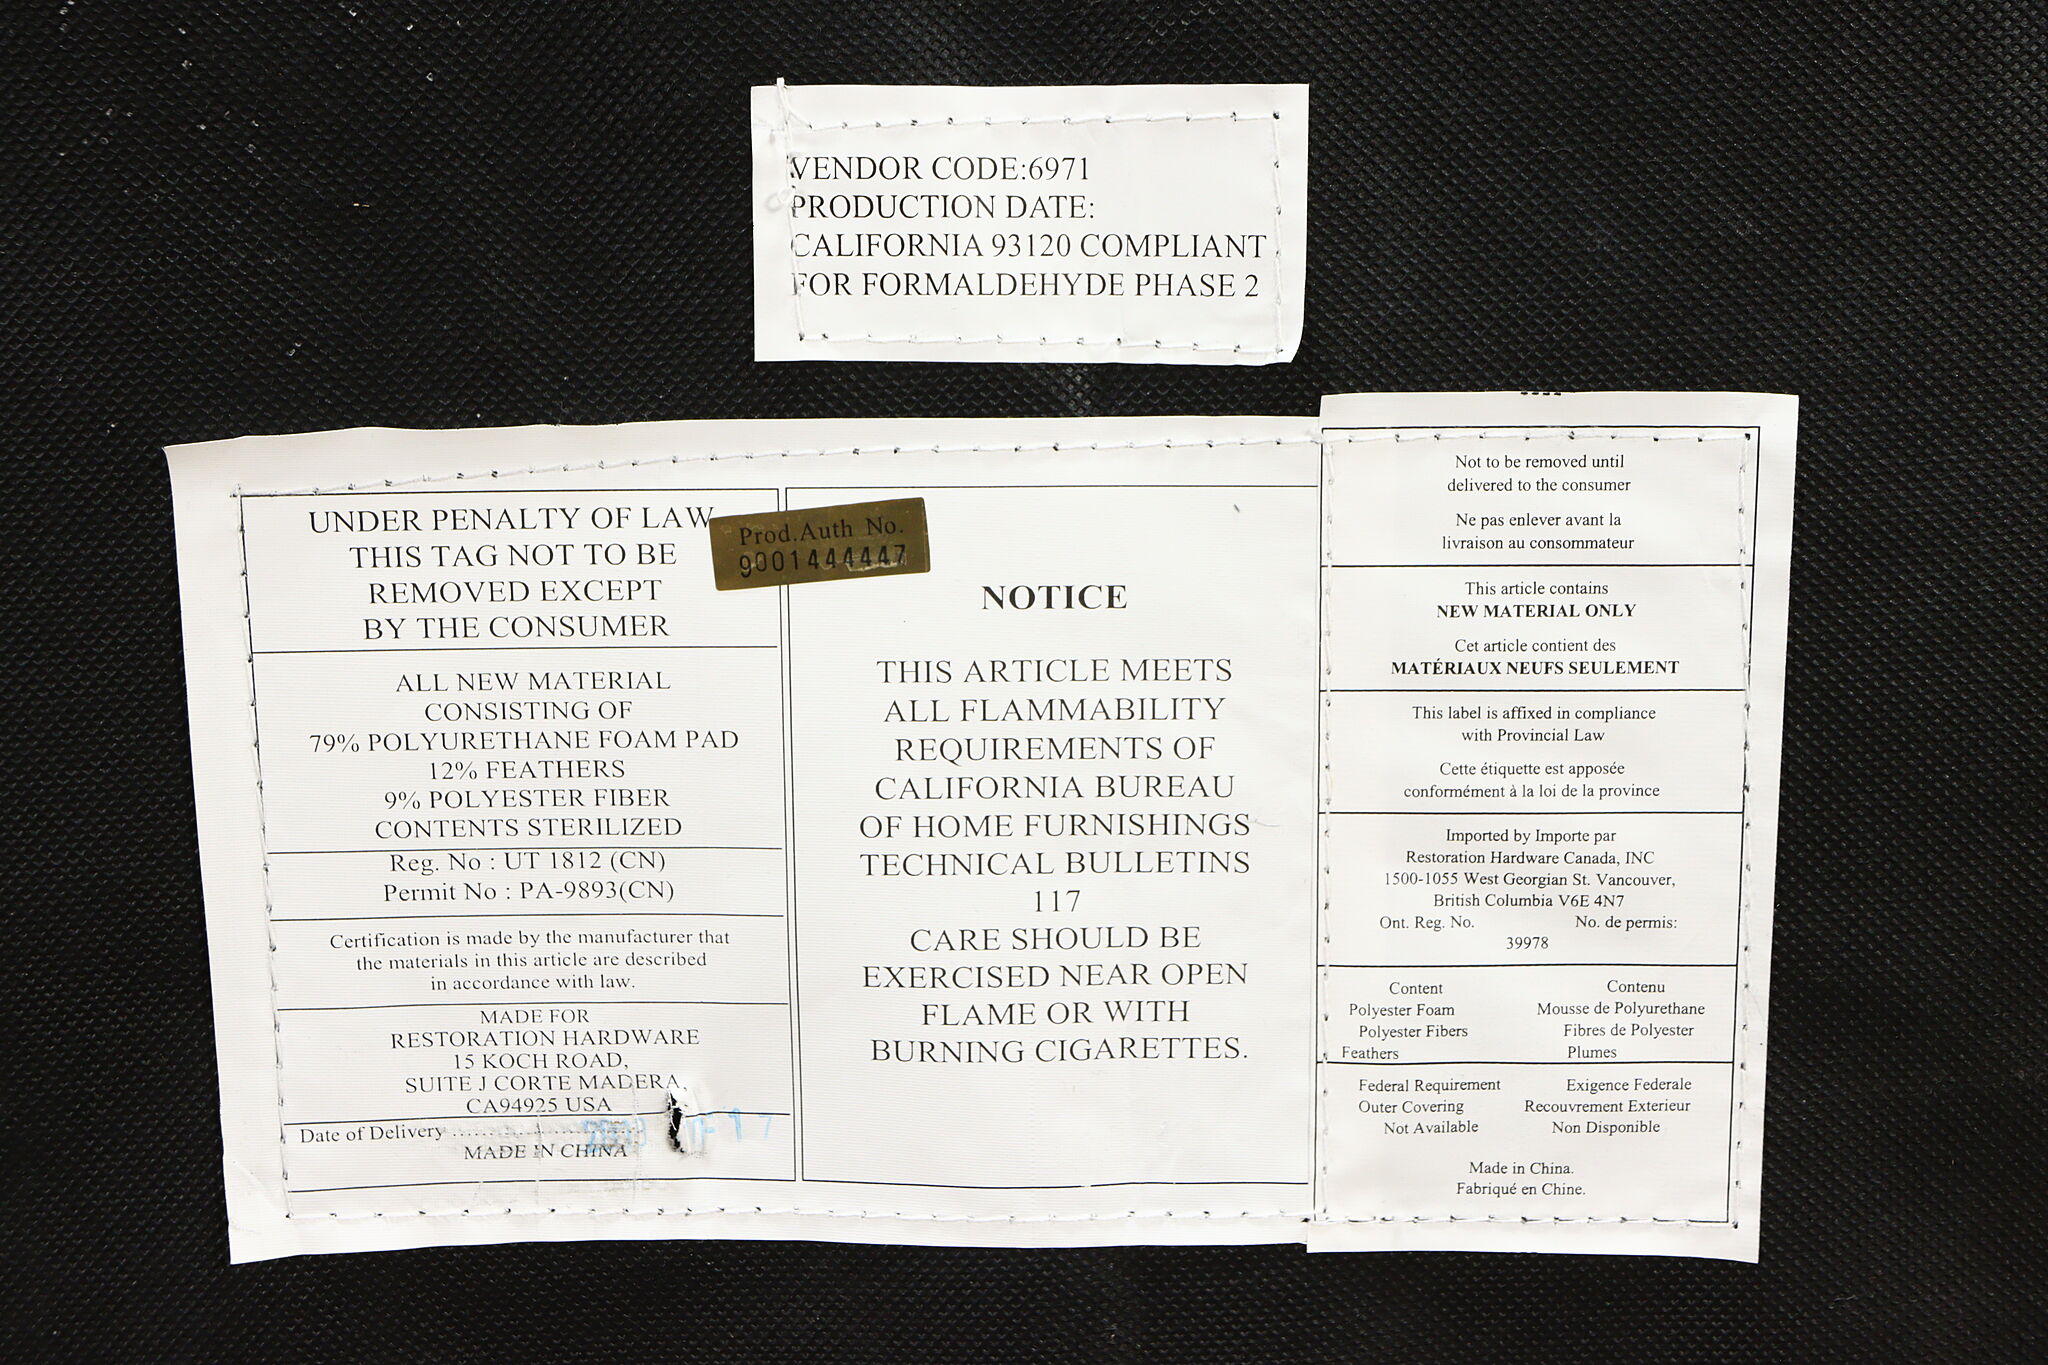 VENDOR CODE:6971
PRODUCTION DATE:
CALIFORNIA 93120 COMPLIANT
FOR FORMALDEHYDE PHASE 2
UNDER PENALTY OF LAW
THIS TAG NOT TO BE
REMOVED EXCEPT
BY THE CONSUMER
ALL NEW MATERIAL
CONSISTING OF
79% POLYURETHANE FOAM PAD
12% FEATHERS
9% POLYESTER FIBER
CONTENTS STERILIZED
Reg. No : UT 1812 (CN)
Permit No : PA-9893(CN)
Certification is made by the manufacturer that
the materials in this article are described
in accordance with law.
MADE FOR
RESTORATION HARDWARE
15 KOCH ROAD,
SUITE J CORTE MADERA,
CA94925 USA
Date of Delivery
MADE IN CHINA
Prod.Auth No.
9001444447
NOTICE
THIS ARTICLE MEETS
ALL FLAMMABILITY
REQUIREMENTS OF
CALIFORNIA BUREAU
OF HOME FURNISHINGS
TECHNICAL BULLETINS
117
CARE SHOULD BE
EXERCISED NEAR OPEN
FLAME OR WITH
BURNING CIGARETTES.
Not to be removed until
delivered to the consumer
Ne pas enlever avant la
livraison au consommateur
This article contains
NEW MATERIAL ONLY
Cet article contient des
MATÉRIAUX NEUFS SEULEMENT
This label is affixed in compliance
with Provincial Law
Cette étiquette est apposée
conformément à la loi de la province
Imported by Importe par
Restoration Hardware Canada, INC
1500-1055 West Georgian St. Vancouver,
British Columbia V6E 4N7
Ont. Reg. No. No. de permis:
39978
Content Contenu
Polyester Foam Mousse de Polyurethane
Polyester Fibers Fibres de Polyester
Feathers Plumes
Federal Requirement Exigence Federale
Outer Covering Recouvrement Exterieur
Not Available Non Disponible
Made in China.
Fabriqué en Chine.